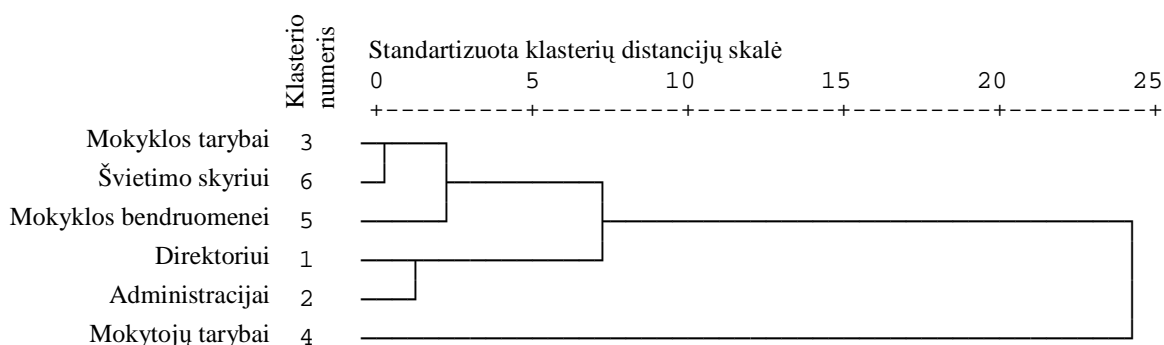 Klasterio
numeris
Standartizuota klasterių distancijų skalė
0 5 10 15 20 25
+---------+---------+---------+---------+---------+
Mokyklos tarybai 3
Švietimo skyriui 6
Mokyklos bendruomenei 5
Direktoriui 1
Administracijai 2
Mokytojų tarybai 4